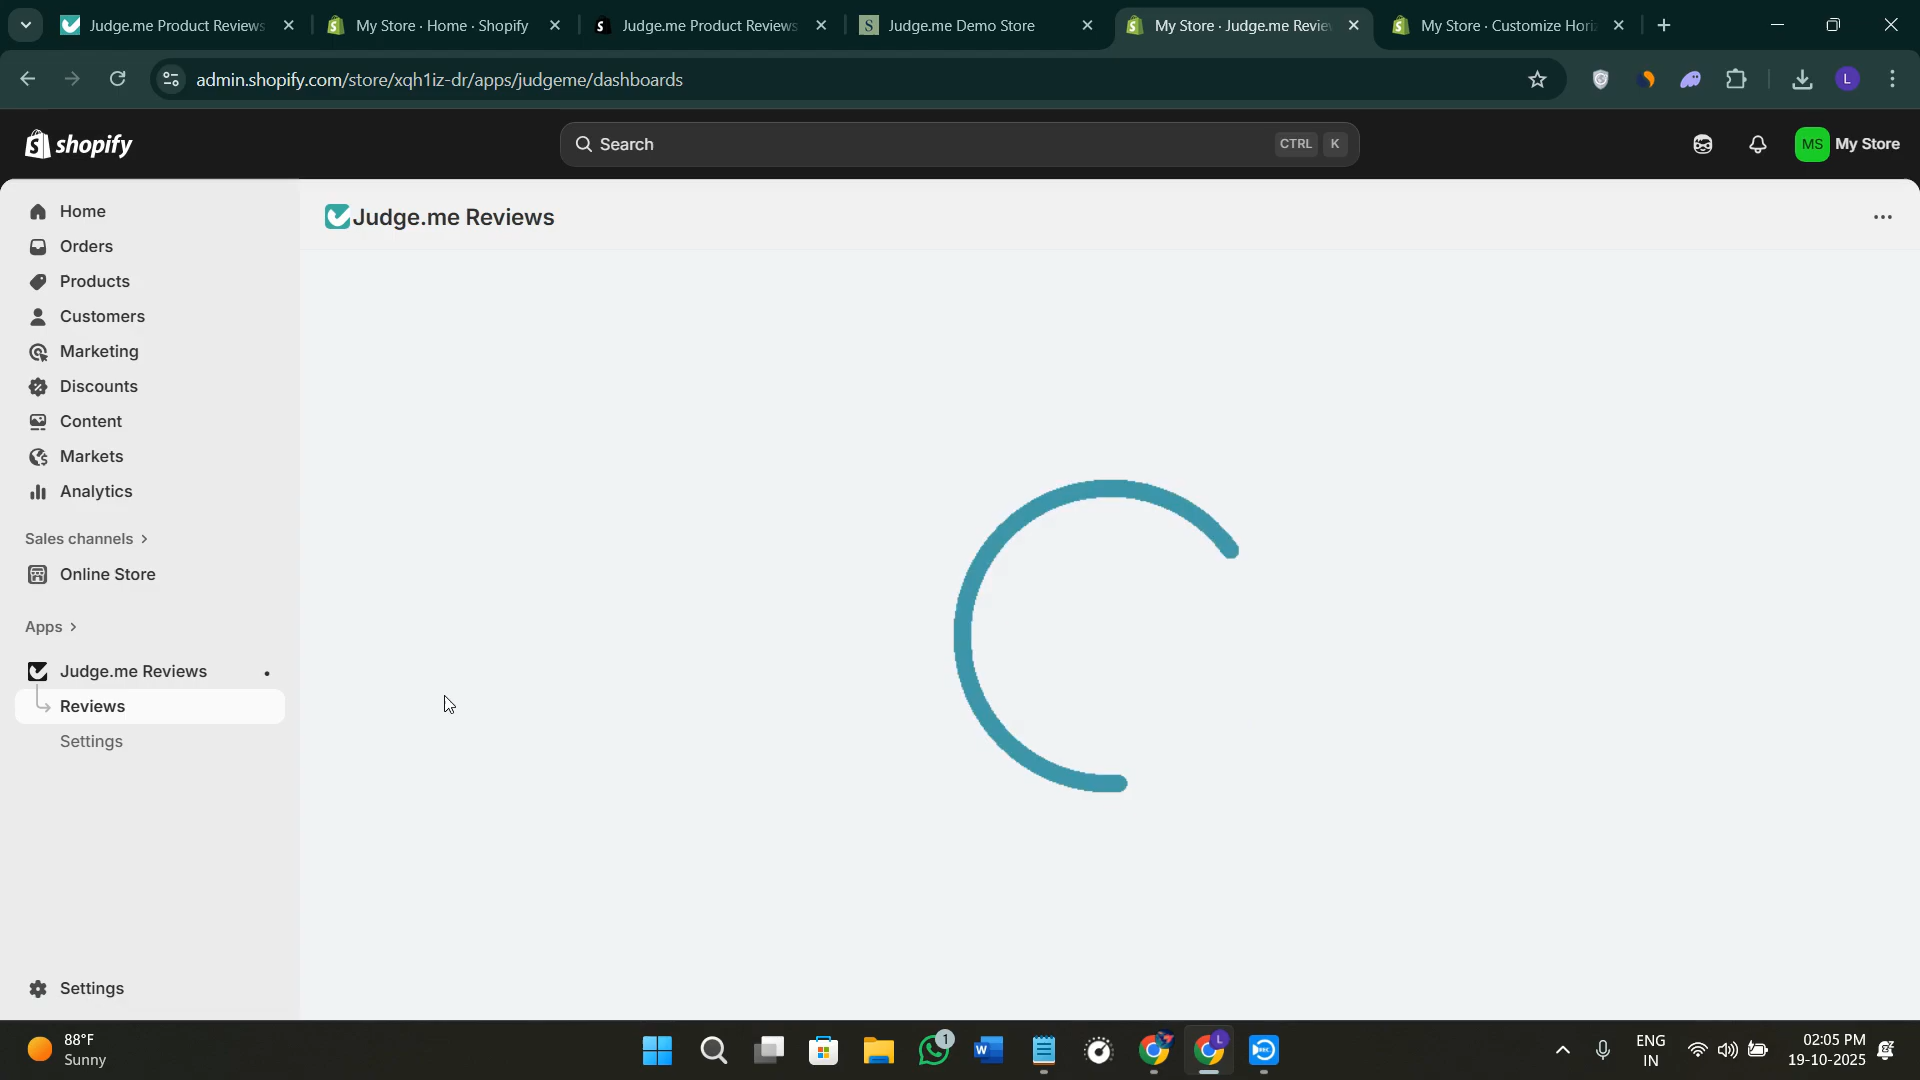 Judge.me Product Reviews
My Store · Home · Shopify
Judge.me Product Reviews
Judge.me Demo Store
My Store · Judge.me Revie
My Store · Customize Hori
admin.shopify.com/store/xqh1iz-dr/apps/judgeme/dashboards
L
shopify
Search
CTRL K
MS My Store
Home
Orders
Products
Customers
Marketing
Discounts
Content
Markets
Analytics
Sales channels
Online Store
Apps
Judge.me Reviews
Reviews
Settings
Settings
Judge.me Reviews
88°F
Sunny
1
W
L
REC
ENG
IN
02:05 PM
19-10-2025